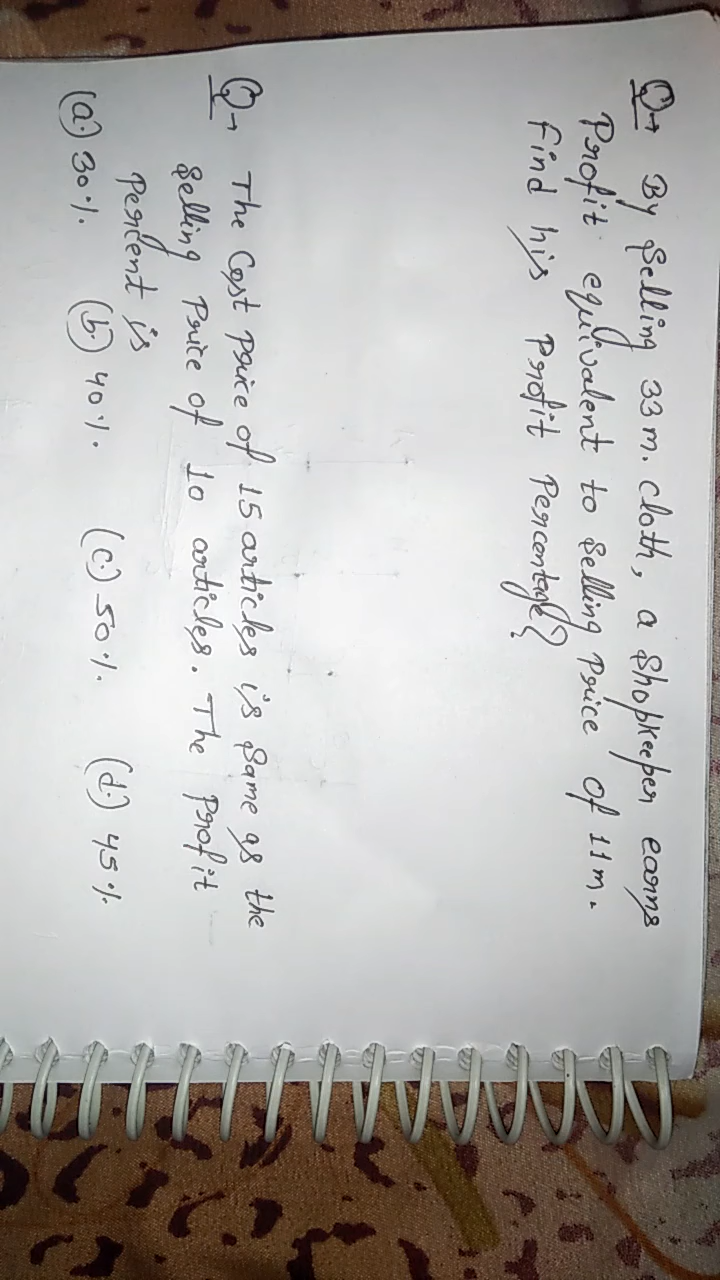 Q→ By Selling 33 m. cloth, a Shopkeeper earns
Profit equivalent to Selling Price of 11m.
find his Profit Percentage?
Q→ The Cost price of 15 articles is Same as the
Selling Price of 10 articles. The Profit
Percent is
(a.) 30%. (b.) 40%. (c.) 50%. (d.) 45%.